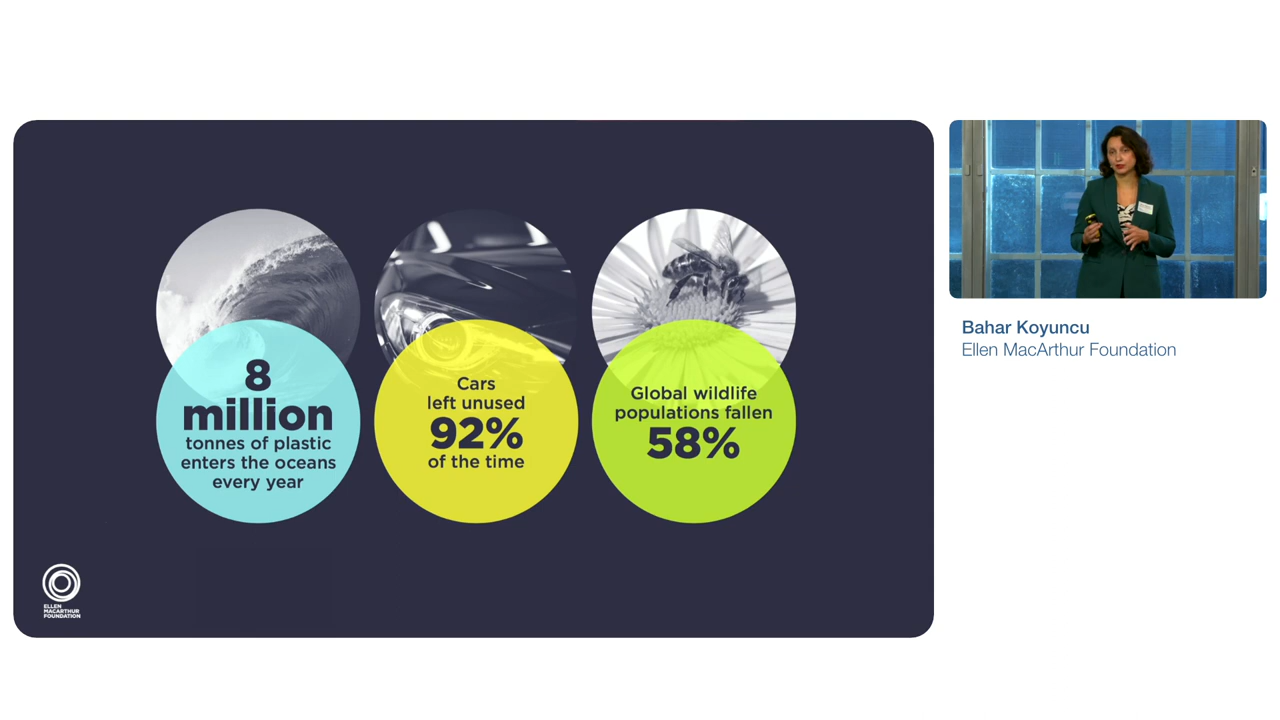 8
million
tonnes of plastic
enters the oceans
every year
Cars
left unused
92%
of the time
Global wildlife
populations fallen
58%
ELLEN
MACARTHUR
FOUNDATION
Bahar Koyuncu
Ellen MacArthur Foundation